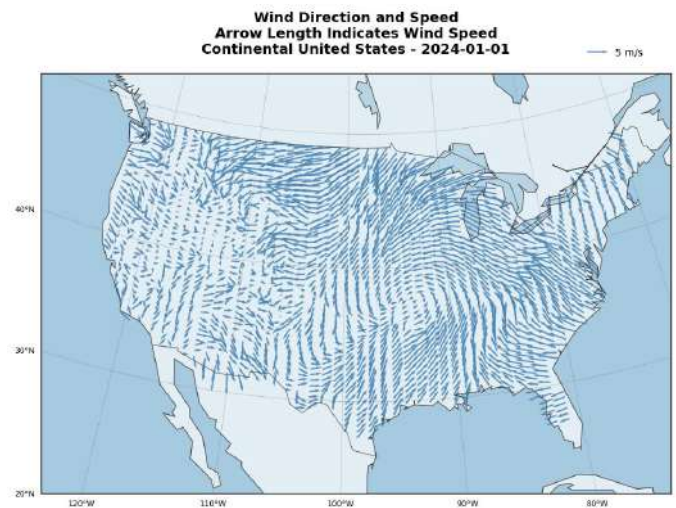 Wind Direction and Speed
Arrow Length Indicates Wind Speed
Continental United States - 2024-01-01
5 m/s
40°N
30°N
20°N
120°W 110°W 100°W 90°W 80°W